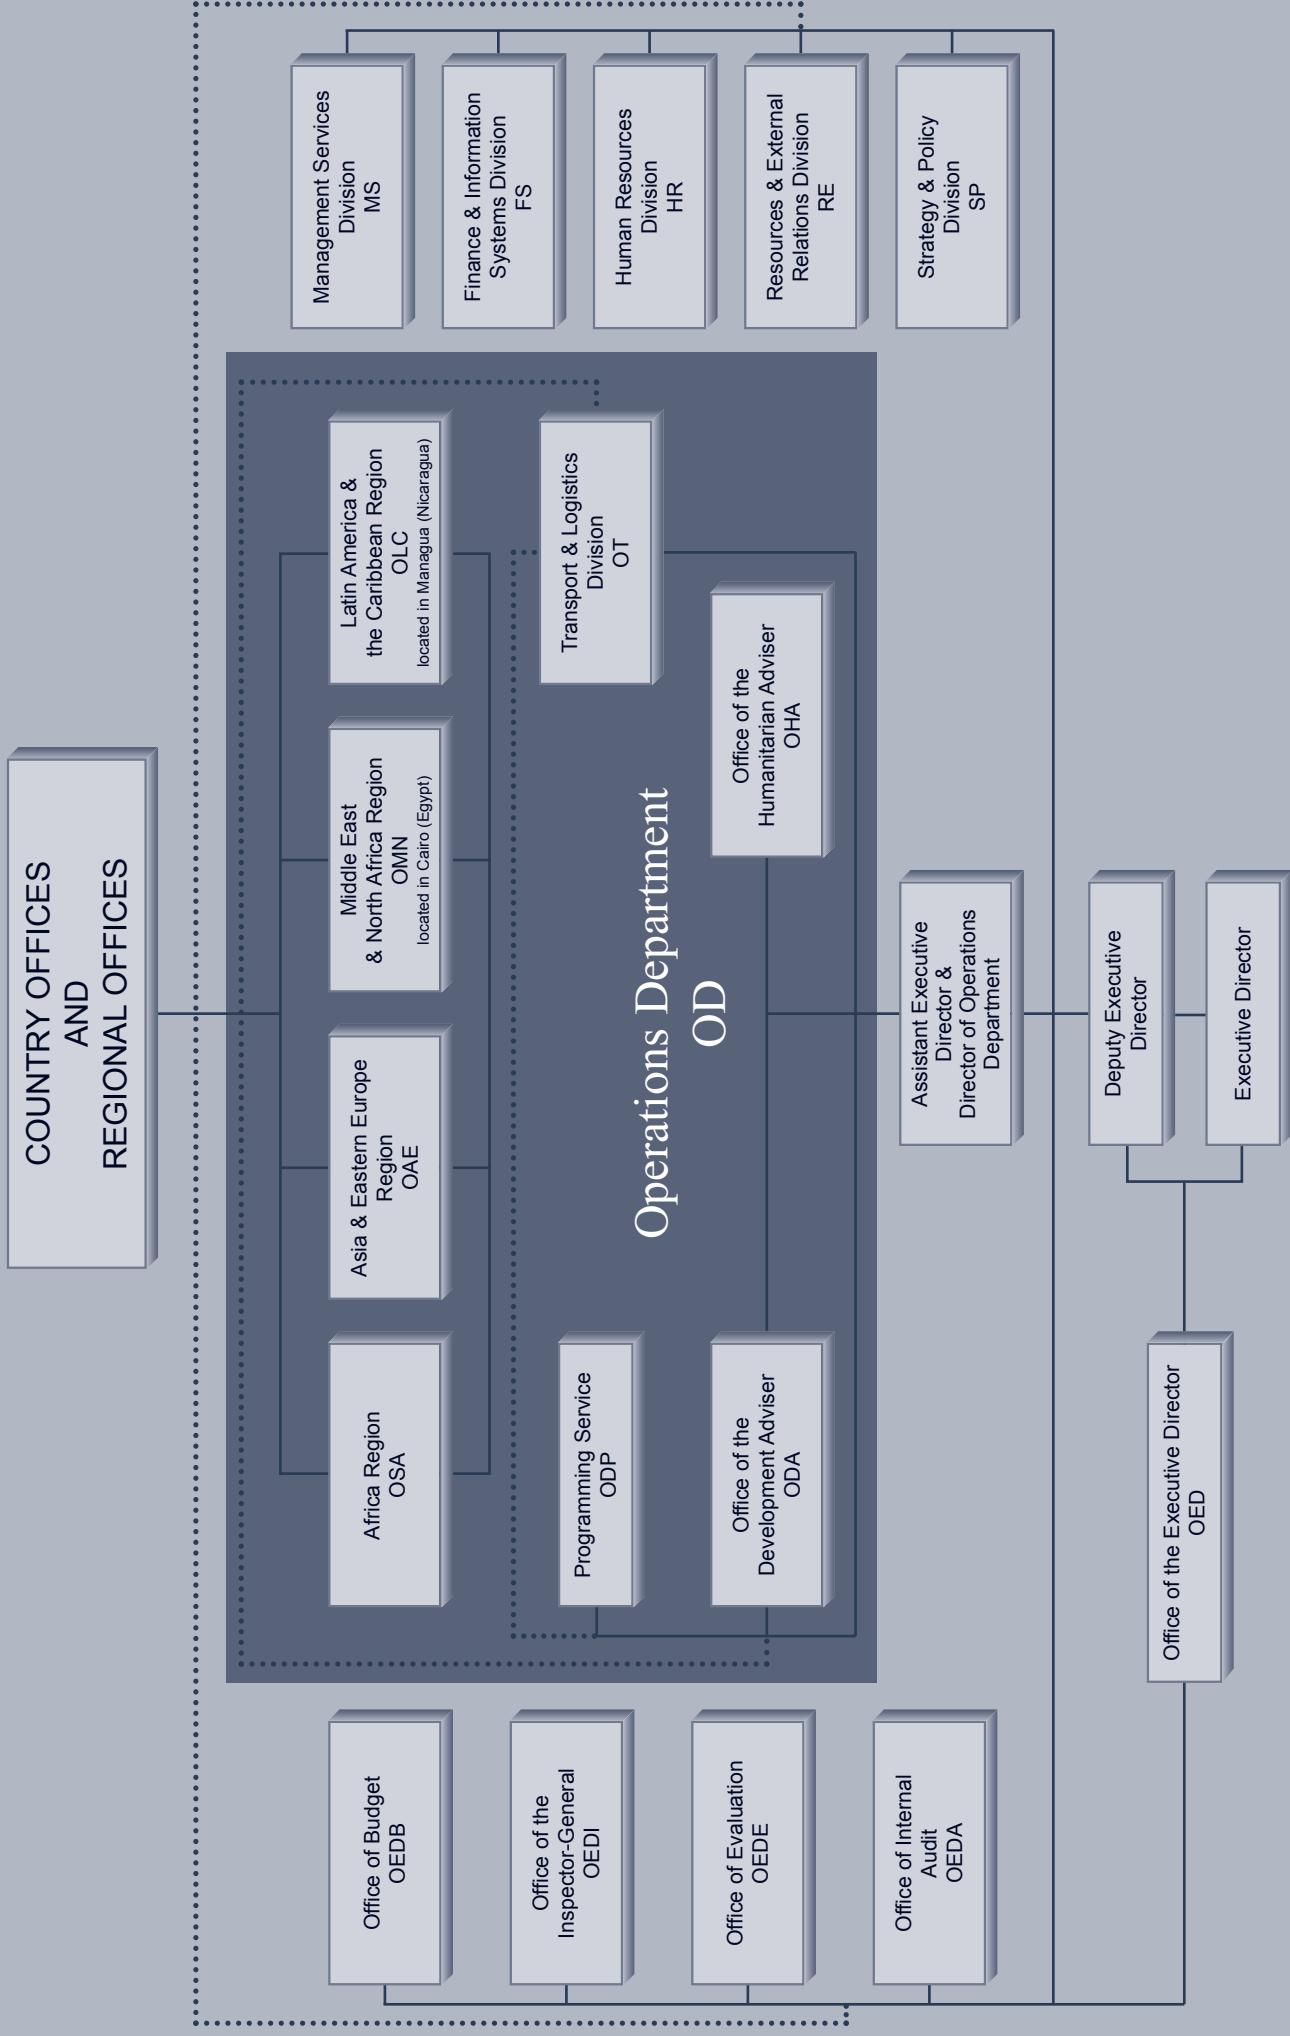 COUNTRY OFFICES
AND
REGIONAL OFFICES
Office of Budget
OEDB
Office of the
Inspector-General
OEDI
Office of Evaluation
OEDE
Office of Internal
Audit
OEDA
Africa Region
OSA
Asia & Eastern Europe
Region
OAE
Middle East
& North Africa Region
OMN
located in Cairo (Egypt)
Latin America &
the Caribbean Region
OLC
located in Managua (Nicaragua)
Programming Service
ODP
Transport & Logistics
Division
OT
Operations Department
OD
Office of the
Development Adviser
ODA
Office of the
Humanitarian Adviser
OHA
Management Services
Division
MS
Finance & Information
Systems Division
FS
Human Resources
Division
HR
Resources & External
Relations Division
RE
Strategy & Policy
Division
SP
Assistant Executive
Director &
Director of Operations
Department
Deputy Executive
Director
Office of the Executive Director
OED
Executive Director